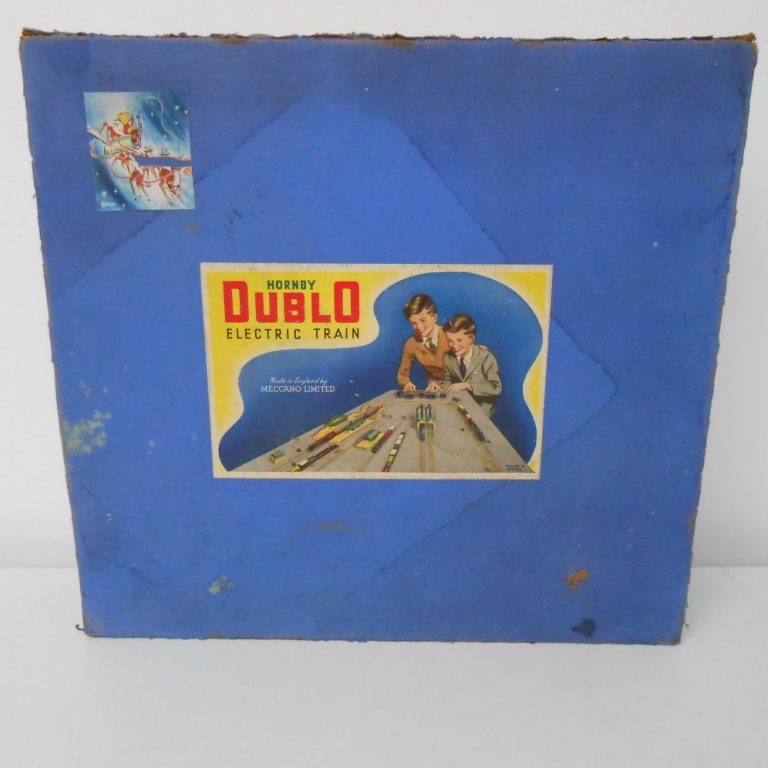 HORNBY
DUBLO
ELECTRIC TRAIN
Made in England by
MECCANO LIMITED